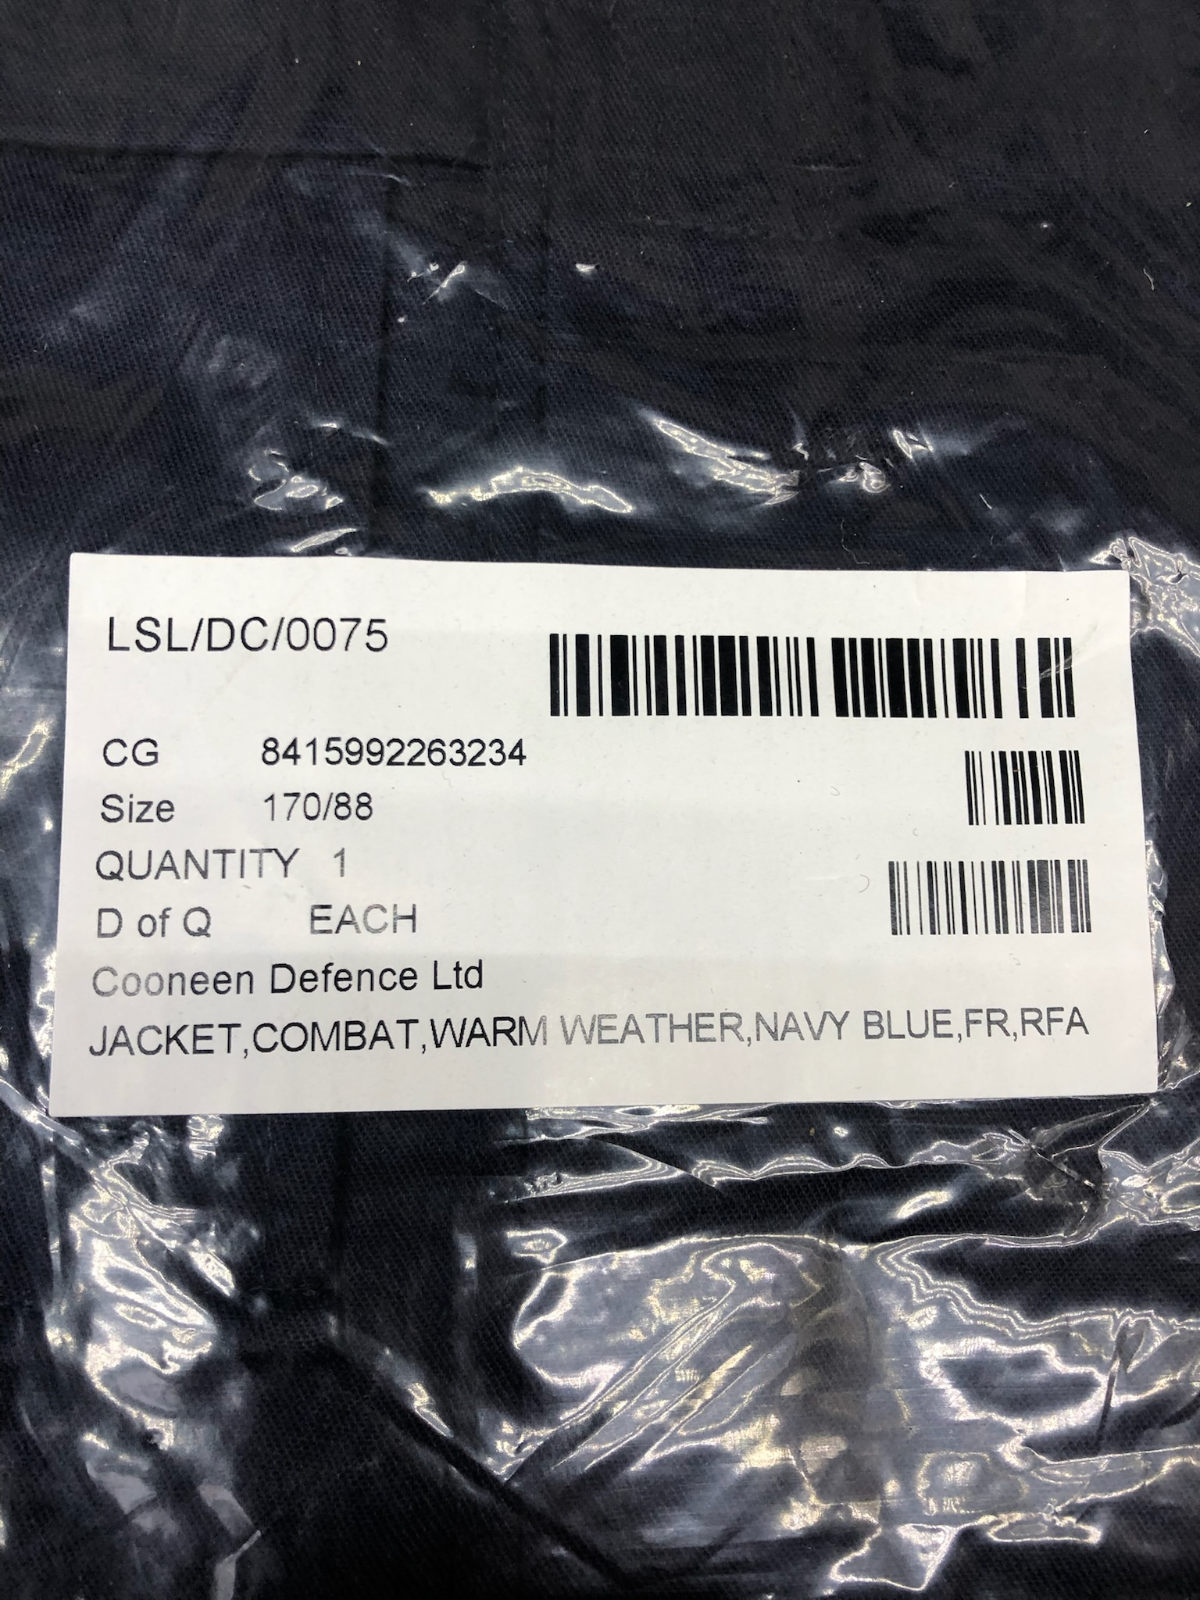 LSL/DC/0075
CG 8415992263234
Size 170/88
QUANTITY 1
D of Q EACH
Cooneen Defence Ltd
JACKET,COMBAT,WARM WEATHER,NAVY BLUE,FR,RFA